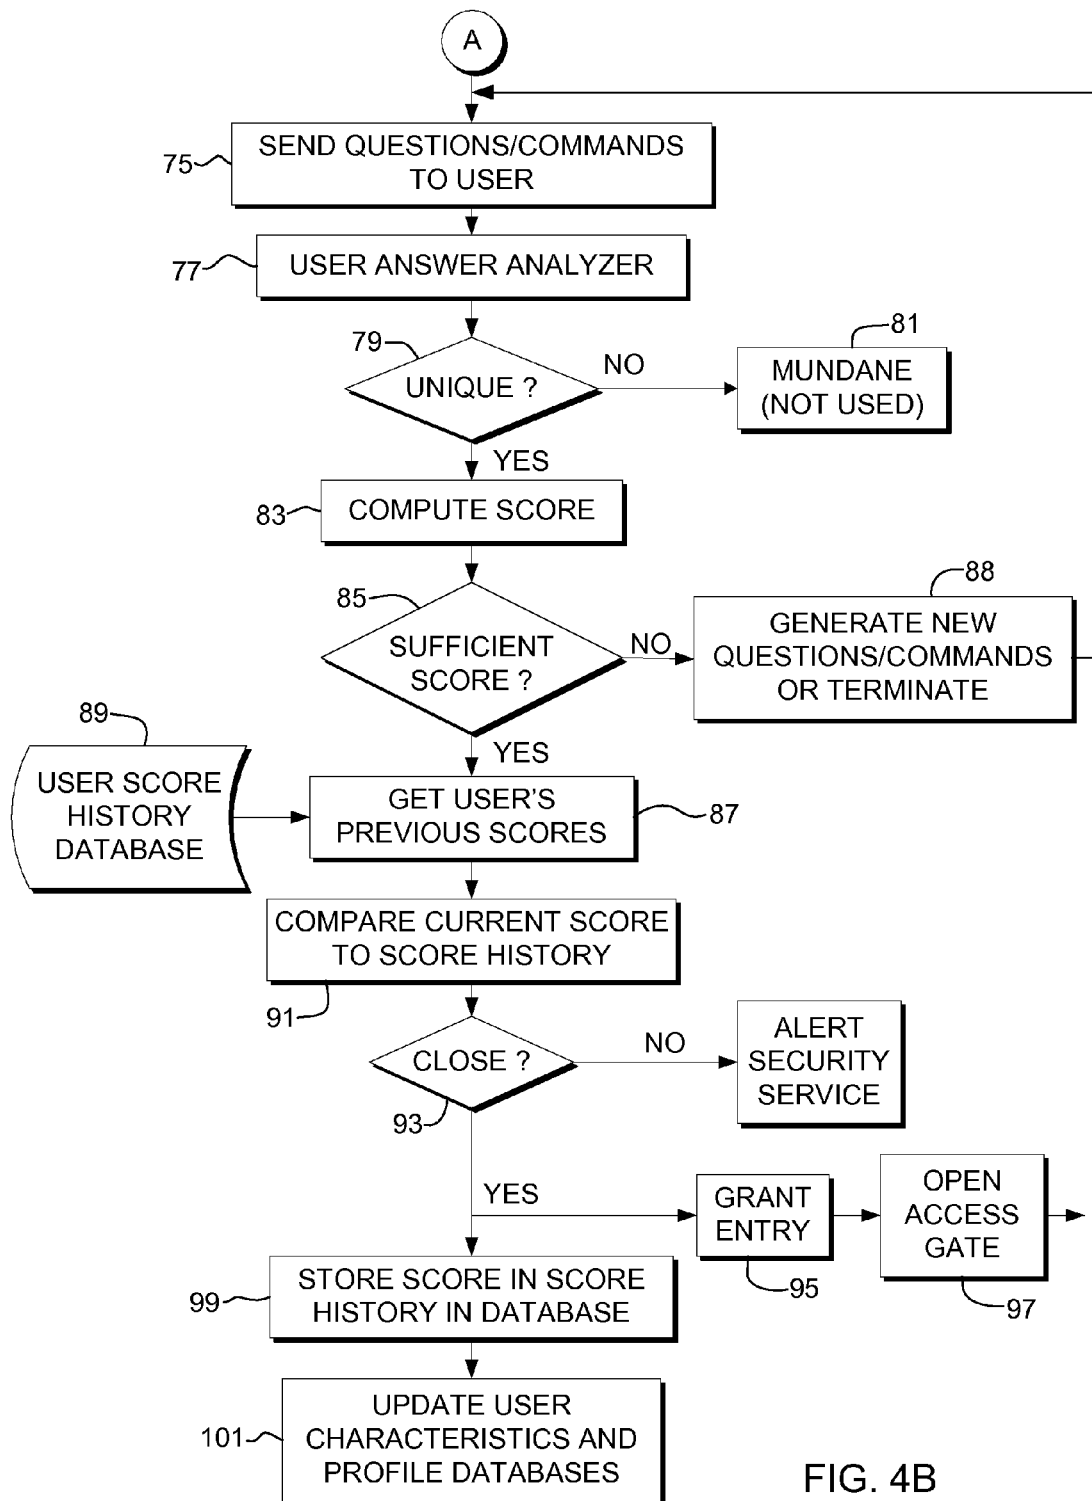 A
75
SEND QUESTIONS/COMMANDS
TO USER
77
USER ANSWER ANALYZER
79
UNIQUE ?
NO
81
MUNDANE
(NOT USED)
YES
83
COMPUTE SCORE
85
SUFFICIENT
SCORE ?
NO
88
GENERATE NEW
QUESTIONS/COMMANDS
OR TERMINATE
YES
89
USER SCORE
HISTORY
DATABASE
GET USER'S
PREVIOUS SCORES
87
COMPARE CURRENT SCORE
TO SCORE HISTORY
91
CLOSE ?
93
NO
ALERT
SECURITY
SERVICE
YES
GRANT
ENTRY
95
OPEN
ACCESS
GATE
97
99
STORE SCORE IN SCORE
HISTORY IN DATABASE
101
UPDATE USER
CHARACTERISTICS AND
PROFILE DATABASES
FIG. 4B